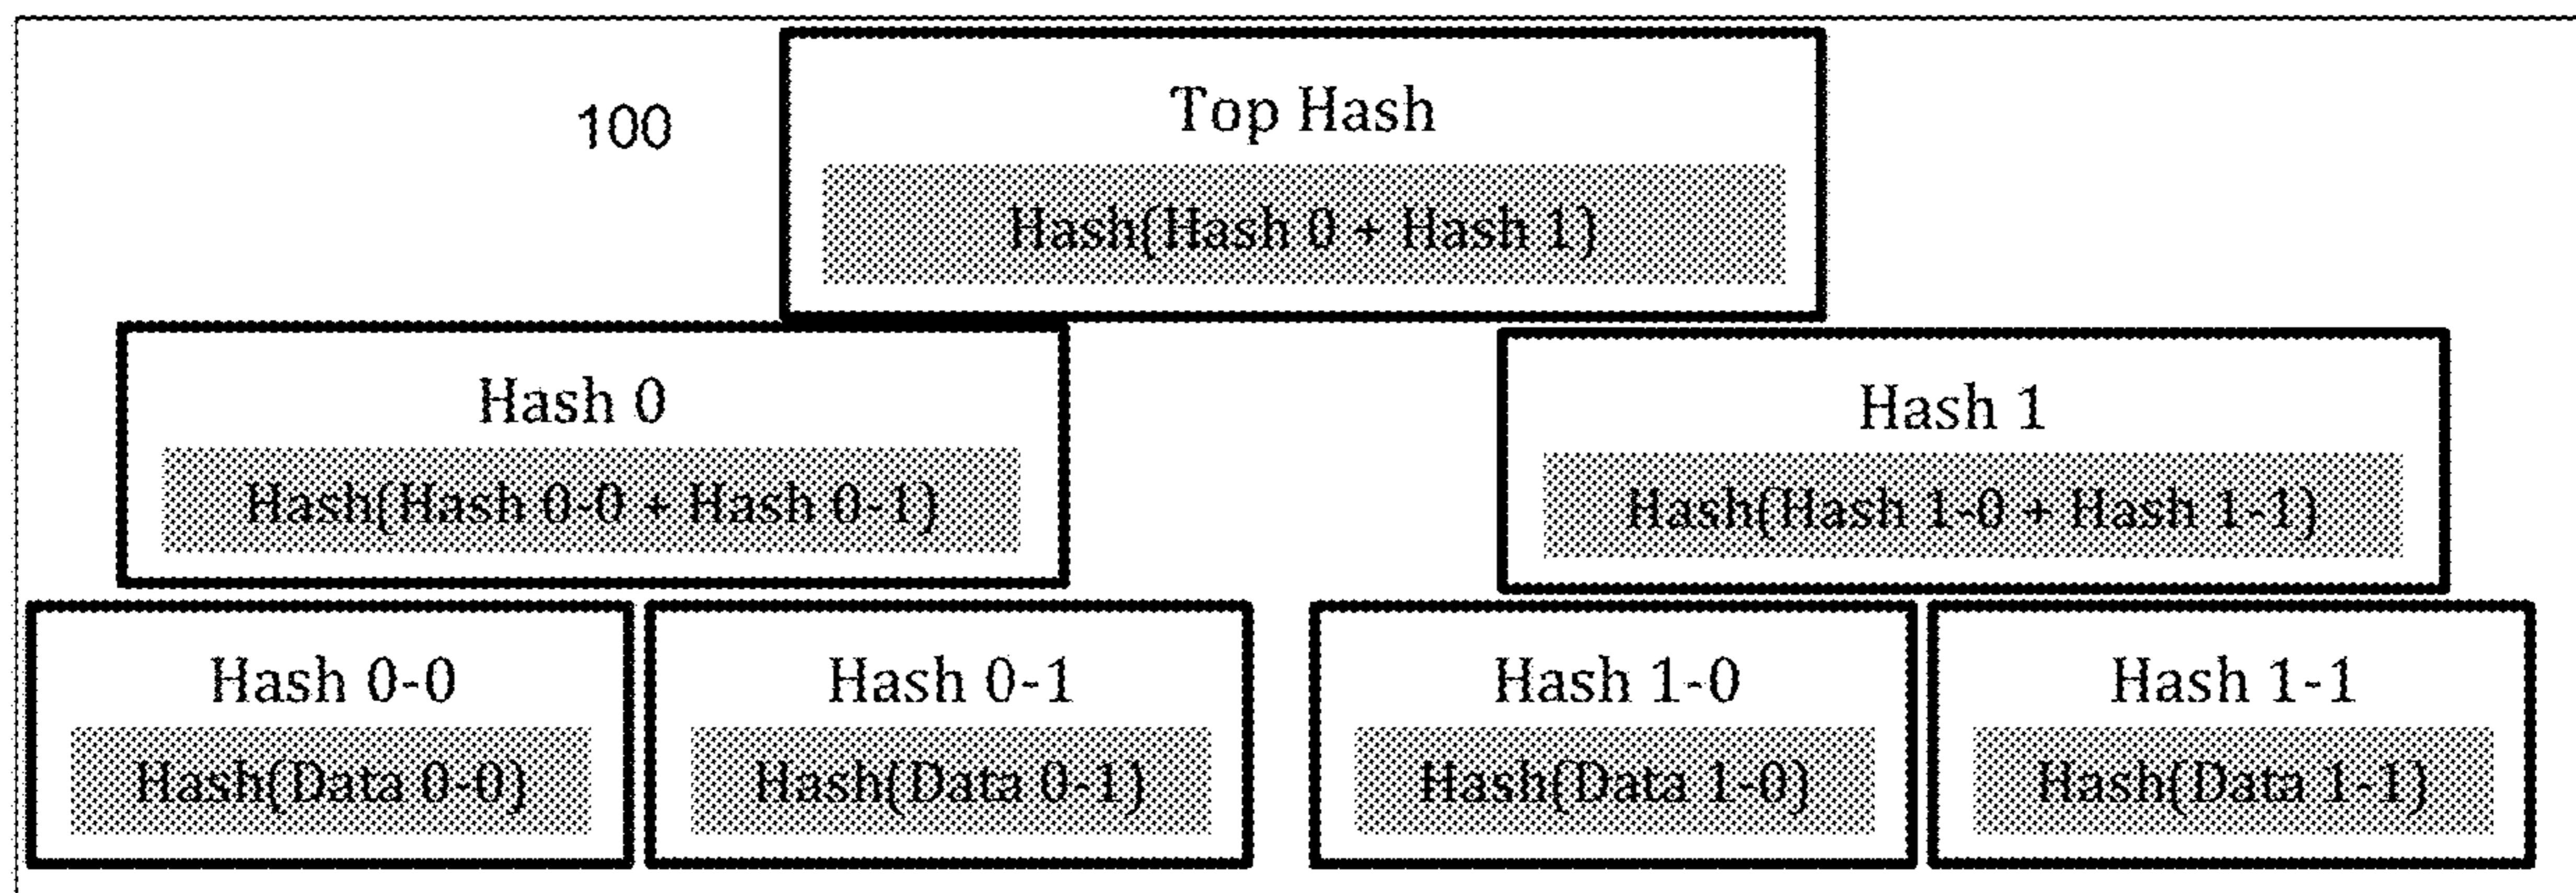 100
Top Hash
Hash(Hash 0 + Hash 1)
Hash 0
Hash(Hash 0-0 + Hash 0-1)
Hash 1
Hash(Hash 1-0 + Hash 1-1)
Hash 0-0
Hash(Data 0-0)
Hash 0-1
Hash(Data 0-1)
Hash 1-0
Hash(Data 1-0)
Hash 1-1
Hash(Data 1-1)